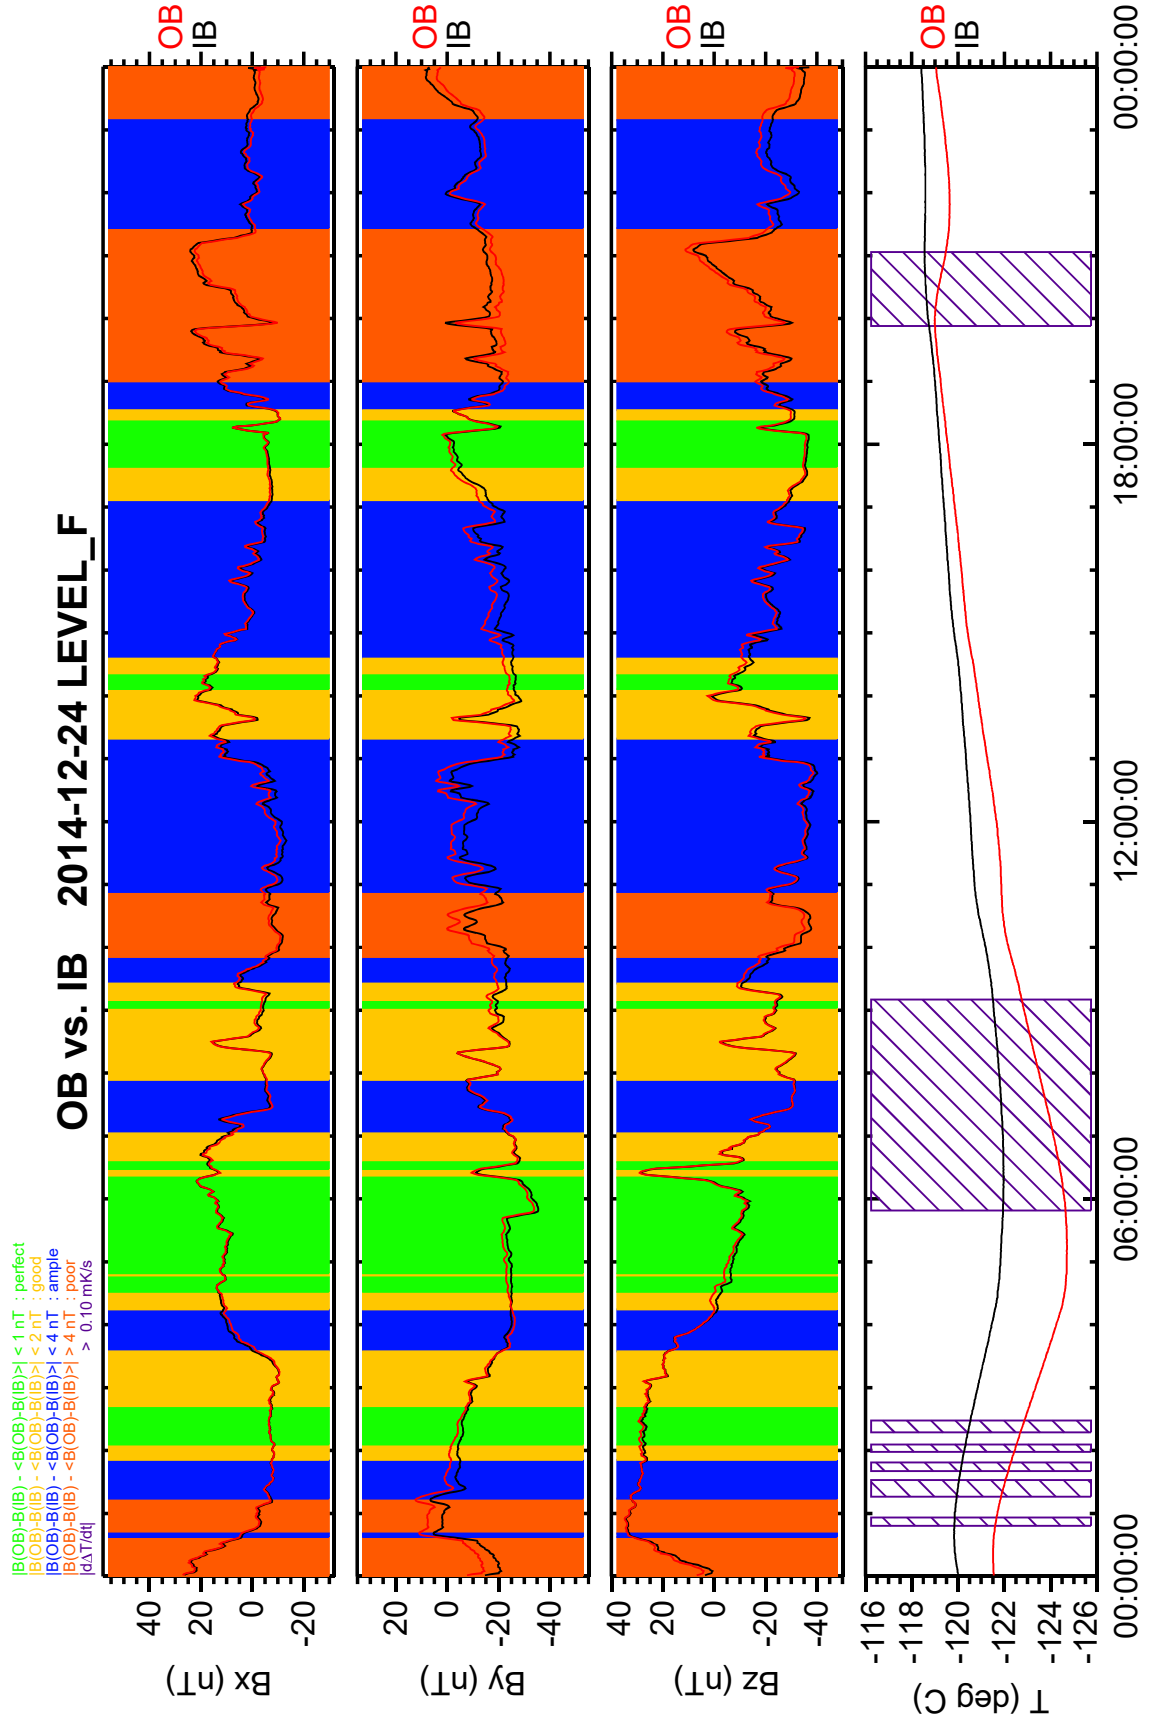 |B(OB)-B(IB) - <B(OB)-B(IB)>| < 1 nT : perfect
|B(OB)-B(IB) - <B(OB)-B(IB)>| < 2 nT : good
|B(OB)-B(IB) - <B(OB)-B(IB)>| < 4 nT : ample
|B(OB)-B(IB) - <B(OB)-B(IB)>| > 4 nT : poor
|dΔT/dt| > 0.10 mK/s
OB vs. IB 2014-12-24 LEVEL_F
Bx (nT)
40
20
0
-20
OB
IB
By (nT)
20
0
-20
-40
OB
IB
Bz (nT)
40
20
0
-20
-40
OB
IB
T (deg C)
-116
-118
-120
-122
-124
-126
OB
IB
00:00:00
06:00:00
12:00:00
18:00:00
00:00:00